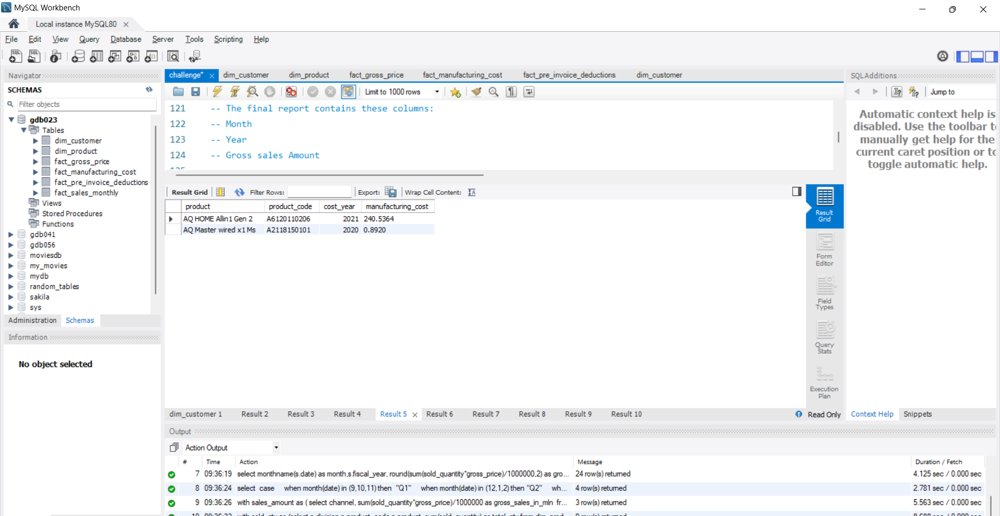 MySQL Workbench
Local instance MySQL80
File Edit View Query Database Server Tools Scripting Help
Navigator
SCHEMAS
Filter objects
gdb023
Tables
dim_customer
dim_product
fact_gross_price
fact_manufacturing_cost
fact_pre_invoice_deductions
fact_sales_monthly
Views
Stored Procedures
Functions
gdb041
gdb056
moviesdb
my_movies
mydb
random_tables
sakila
sys
Administration Schemas
Information
No object selected
challenge* dim_customer dim_product fact_gross_price fact_manufacturing_cost fact_pre_invoice_deductions dim_customer
Limit to 1000 rows
121 -- The final report contains these columns:
122 -- Month
123 -- Year
124 -- Gross sales Amount
125
Result Grid Filter Rows: Export: Wrap Cell Content:
product product_code cost_year manufacturing_cost
AQ HOME Allin1 Gen 2 A6120110206 2021 240.5364
AQ Master wired x1 Ms A2118150101 2020 0.8920
Result Grid
Form Editor
Field Types
Query Stats
Execution Plan
dim_customer 1 Result 2 Result 3 Result 4 Result 5 Result 6 Result 7 Result 8 Result 9 Result 10
Read Only
SQLAdditions
Jump to
Automatic context help is
disabled. Use the toolbar
manually get help for the
current caret position or
toggle automatic help.
Context Help Snippets
Output
Action Output
# Time Action Message Duration / Fetch
7 09:36:19 select monthname(s.date) as month,s.fiscal_year, round(sum(sold_quantity*gross_price)/1000000,2) as gro... 24 row(s) returned 4.125 sec / 0.000 sec
8 09:36:24 select case when month(date) in (9,10,11) then "Q1" when month(date) in (12,1,2) then "Q2" wh... 4 row(s) returned 2.781 sec / 0.000 sec
9 09:36:26 with sales_amount as ( select channel, sum(sold_quantity*gross_price)/1000000 as gross_sales_in_mln fr... 3 row(s) returned 5.563 sec / 0.000 sec